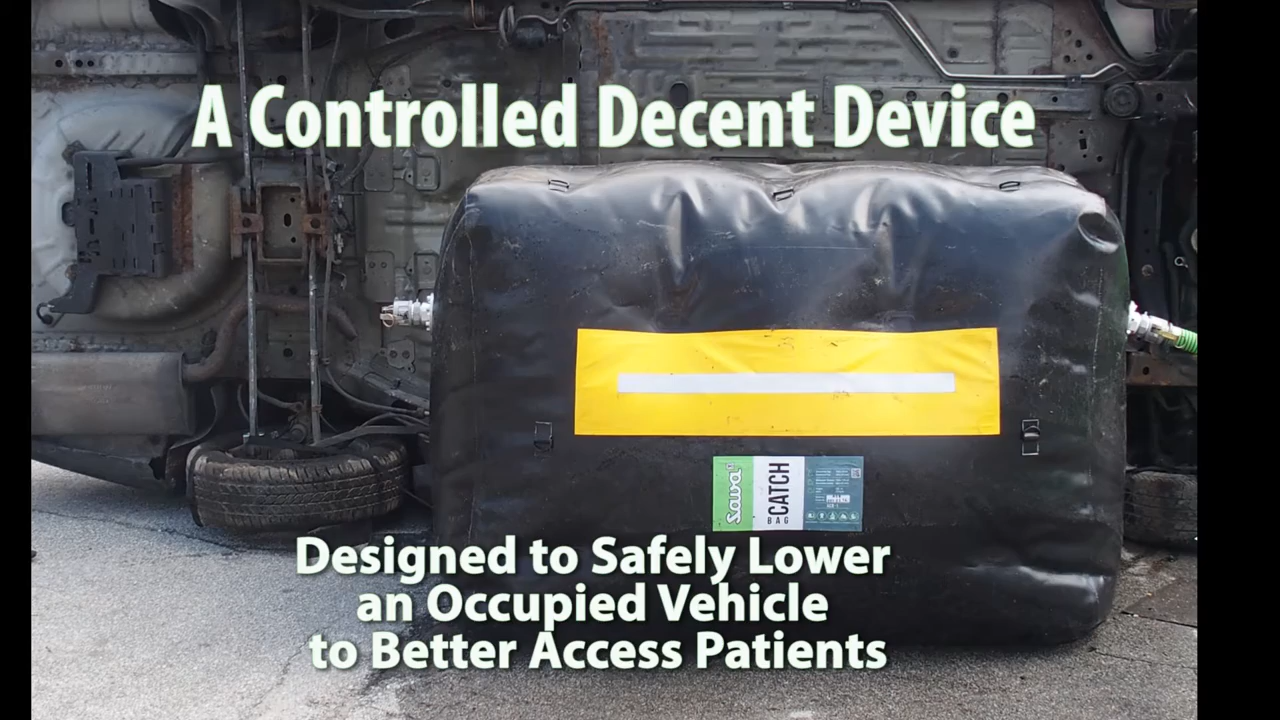 A Controlled Decent Device
Sava
BAG CATCH
Designed to Safely Lower
an Occupied Vehicle
to Better Access Patients